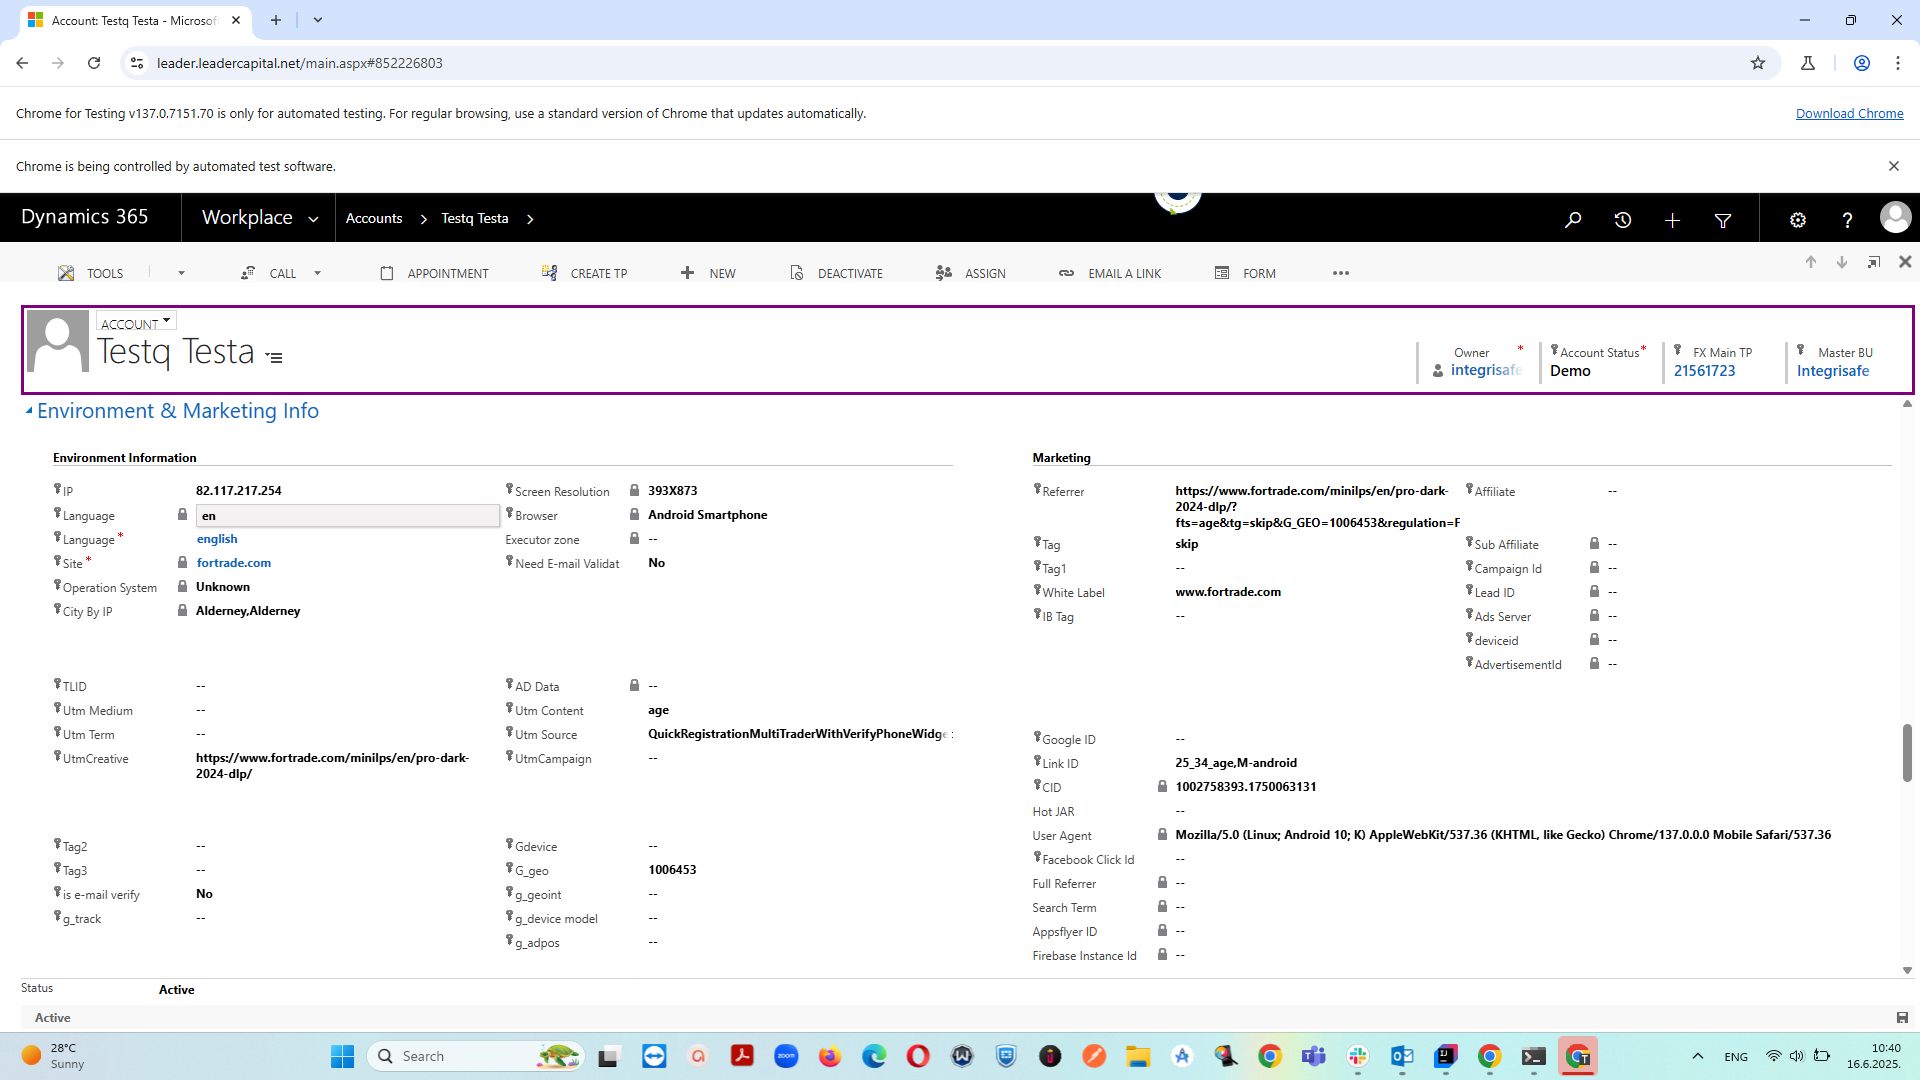 Account: Testq Testa - Microsof
leader.leadercapital.net/main.aspx#852226803
Chrome for Testing v137.0.7151.70 is only for automated testing. For regular browsing, use a standard version of Chrome that updates automatically.
Download Chrome
Chrome is being controlled by automated test software.
Dynamics 365
Workplace
Accounts
Testq Testa
TOOLS
CALL
APPOINTMENT
CREATE TP
NEW
DEACTIVATE
ASSIGN
EMAIL A LINK
FORM
ACCOUNT
Testq Testa
Owner *
integrisafe
Account Status *
Demo
FX Main TP
21561723
Master BU
Integrisafe
Environment & Marketing Info
Environment Information
IP 82.117.217.254
Language en
Language * english
Site * fortrade.com
Operation System Unknown
City By IP Alderney,Alderney
Screen Resolution 393X873
Browser Android Smartphone
Executor zone --
Need E-mail Validat No
TLID --
Utm Medium --
Utm Term --
UtmCreative https://www.fortrade.com/minilps/en/pro-dark-
2024-dlp/
AD Data --
Utm Content age
Utm Source QuickRegistrationMultiTraderWithVerifyPhoneWidge
UtmCampaign --
Tag2 --
Tag3 --
is e-mail verify No
g_track --
Gdevice --
G_geo 1006453
g_geoint --
g_device model --
g_adpos --
Marketing
Referrer https://www.fortrade.com/minilps/en/pro-dark-
2024-dlp/?
fts=age&tg=skip&G_GEO=1006453&regulation=F
Tag skip
Tag1 --
White Label www.fortrade.com
IB Tag --
Affiliate --
Sub Affiliate --
Campaign Id --
Lead ID --
Ads Server --
deviceid --
AdvertisementId --
Google ID --
Link ID 25_34_age,M-android
CID 1002758393.1750063131
Hot JAR --
User Agent Mozilla/5.0 (Linux; Android 10; K) AppleWebKit/537.36 (KHTML, like Gecko) Chrome/137.0.0.0 Mobile Safari/537.36
Facebook Click Id --
Full Referrer --
Search Term --
Appsflyer ID --
Firebase Instance Id --
Status Active
Active
28°C
Sunny
Search
zoom
ENG
10:40
16.6.2025.